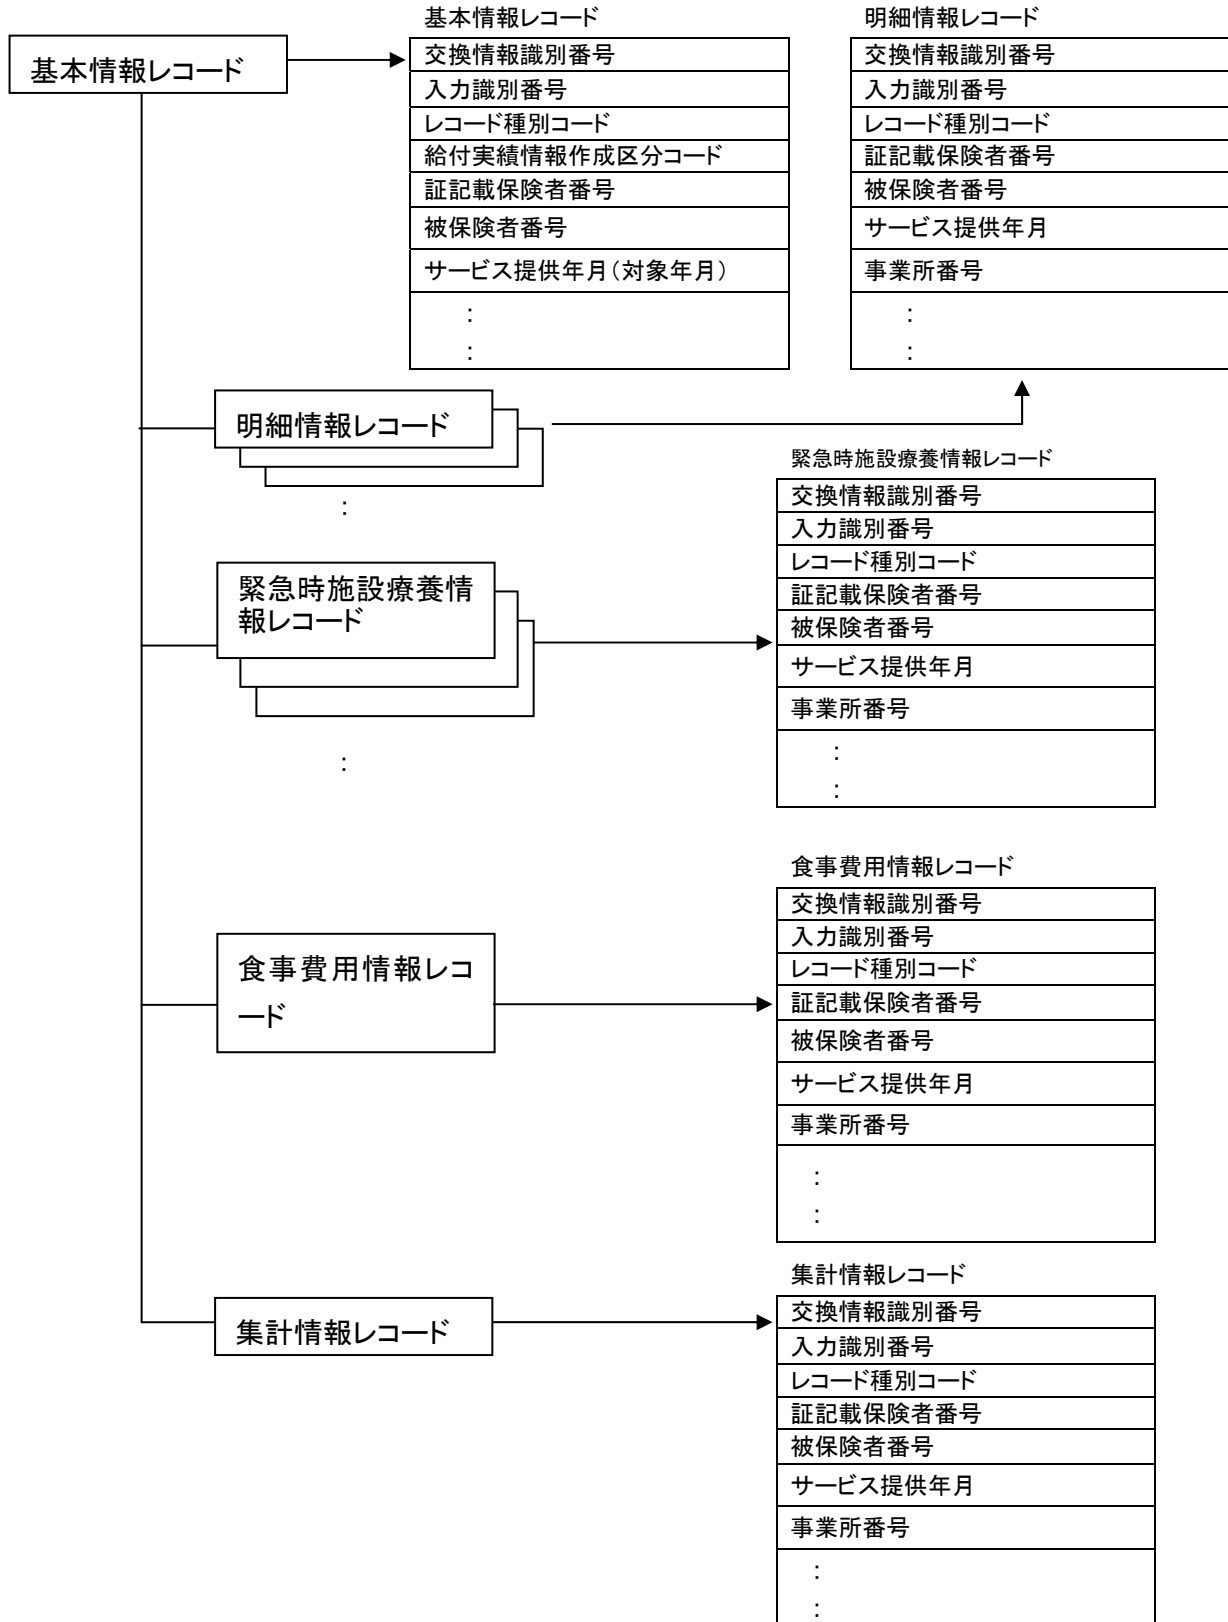 基本情報レコード
基本情報レコード
交換情報識別番号
入力識別番号
レコード種別コード
給付実績情報作成区分コード
証記載保険者番号
被保険者番号
サービス提供年月(対象年月)
:
:
明細情報レコード
交換情報識別番号
入力識別番号
レコード種別コード
証記載保険者番号
被保険者番号
サービス提供年月
事業所番号
:
:
明細情報レコード
:
緊急時施設療養情報レコード
交換情報識別番号
入力識別番号
レコード種別コード
証記載保険者番号
被保険者番号
サービス提供年月
事業所番号
:
:
緊急時施設療養情
報レコード
:
食事費用情報レコード
交換情報識別番号
入力識別番号
レコード種別コード
証記載保険者番号
被保険者番号
サービス提供年月
事業所番号
:
:
食事費用情報レコ
ード
集計情報レコード
交換情報識別番号
入力識別番号
レコード種別コード
証記載保険者番号
被保険者番号
サービス提供年月
事業所番号
:
:
集計情報レコード